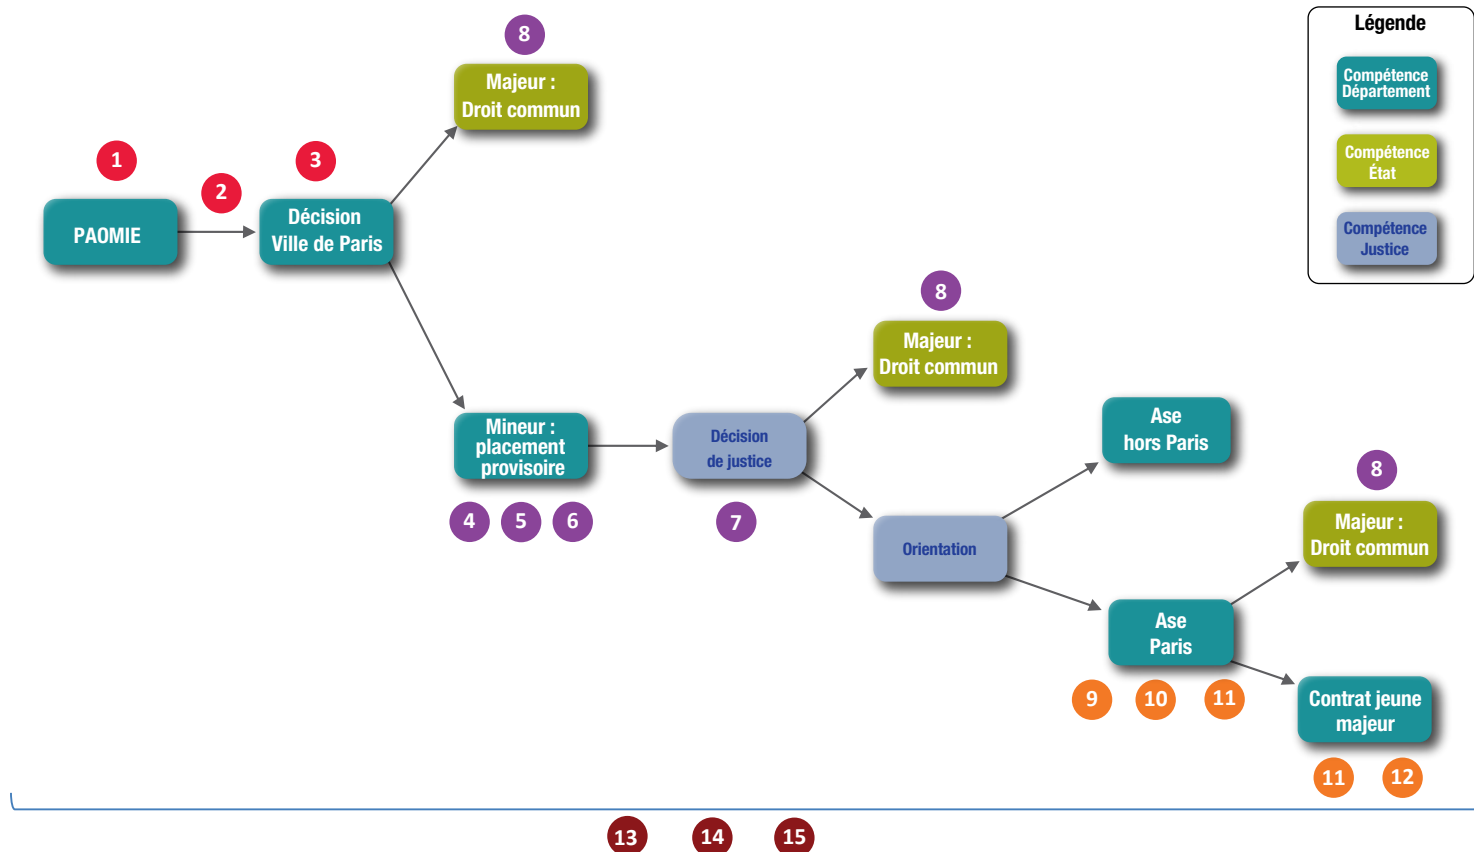 8
Légende
Majeur :
Droit commun
Compétence
Département
1
3
2
Compétence
État
PAOMIE
Décision
Ville de Paris
Compétence
Justice
8
Majeur :
Droit commun
Mineur :
placement
provisoire
Décision
de justice
Ase
hors Paris
8
4
5
6
7
Orientation
Majeur :
Droit commun
Ase
Paris
9
10
11
Contrat jeune
majeur
11
12
13
14
15